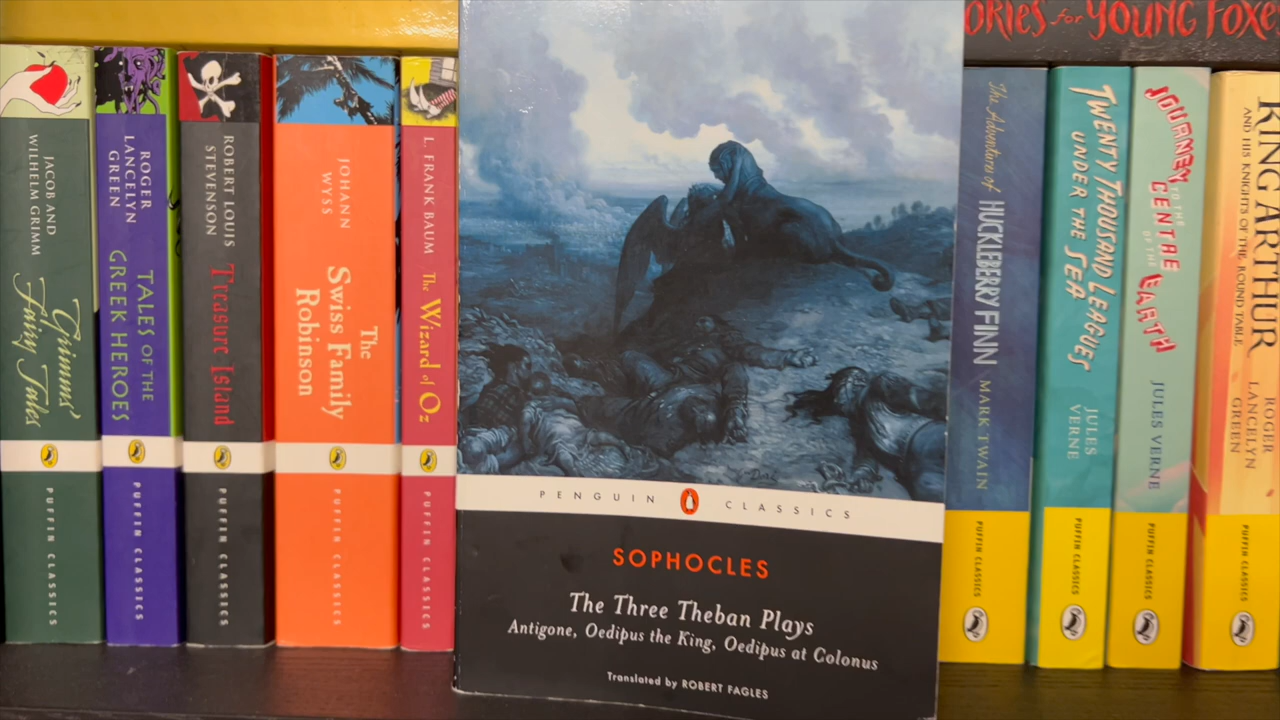 JACOB AND
WILHELM GRIMM
Grimms'
Fairy Tales
PUFFIN CLASSICS
ROGER
LANCELYN
GREEN
TALES OF THE
GREEK HEROES
PUFFIN CLASSICS
ROBERT LOUIS
STEVENSON
Treasure Island
PUFFIN CLASSICS
JOHANN
WYSS
The
Swiss Family
Robinson
PUFFIN CLASSICS
L. FRANK BAUM The Wizard of Oz
PUFFIN CLASSICS
PENGUIN CLASSICS
SOPHOCLES
The Three Theban Plays
Antigone, Oedipus the King, Oedipus at Colonus
Translated by ROBERT FAGLES
for YOUNG
The Adventures of HUCKLEBERRY FINN MARK TWAIN
PUFFIN CLASSICS
TWENTY THOUSAND LEAGUES
UNDER THE SEA
JULES
VERNE
PUFFIN CLASSICS
JOURNEY TO THE
CENTRE OF THE
EARTH
JULES VERNE
PUFFIN CLASSICS
KING ARTHUR
AND HIS KNIGHTS OF THE ROUND TABLE
ROGER
LANCELYN
GREEN
PUFFIN CLASSICS